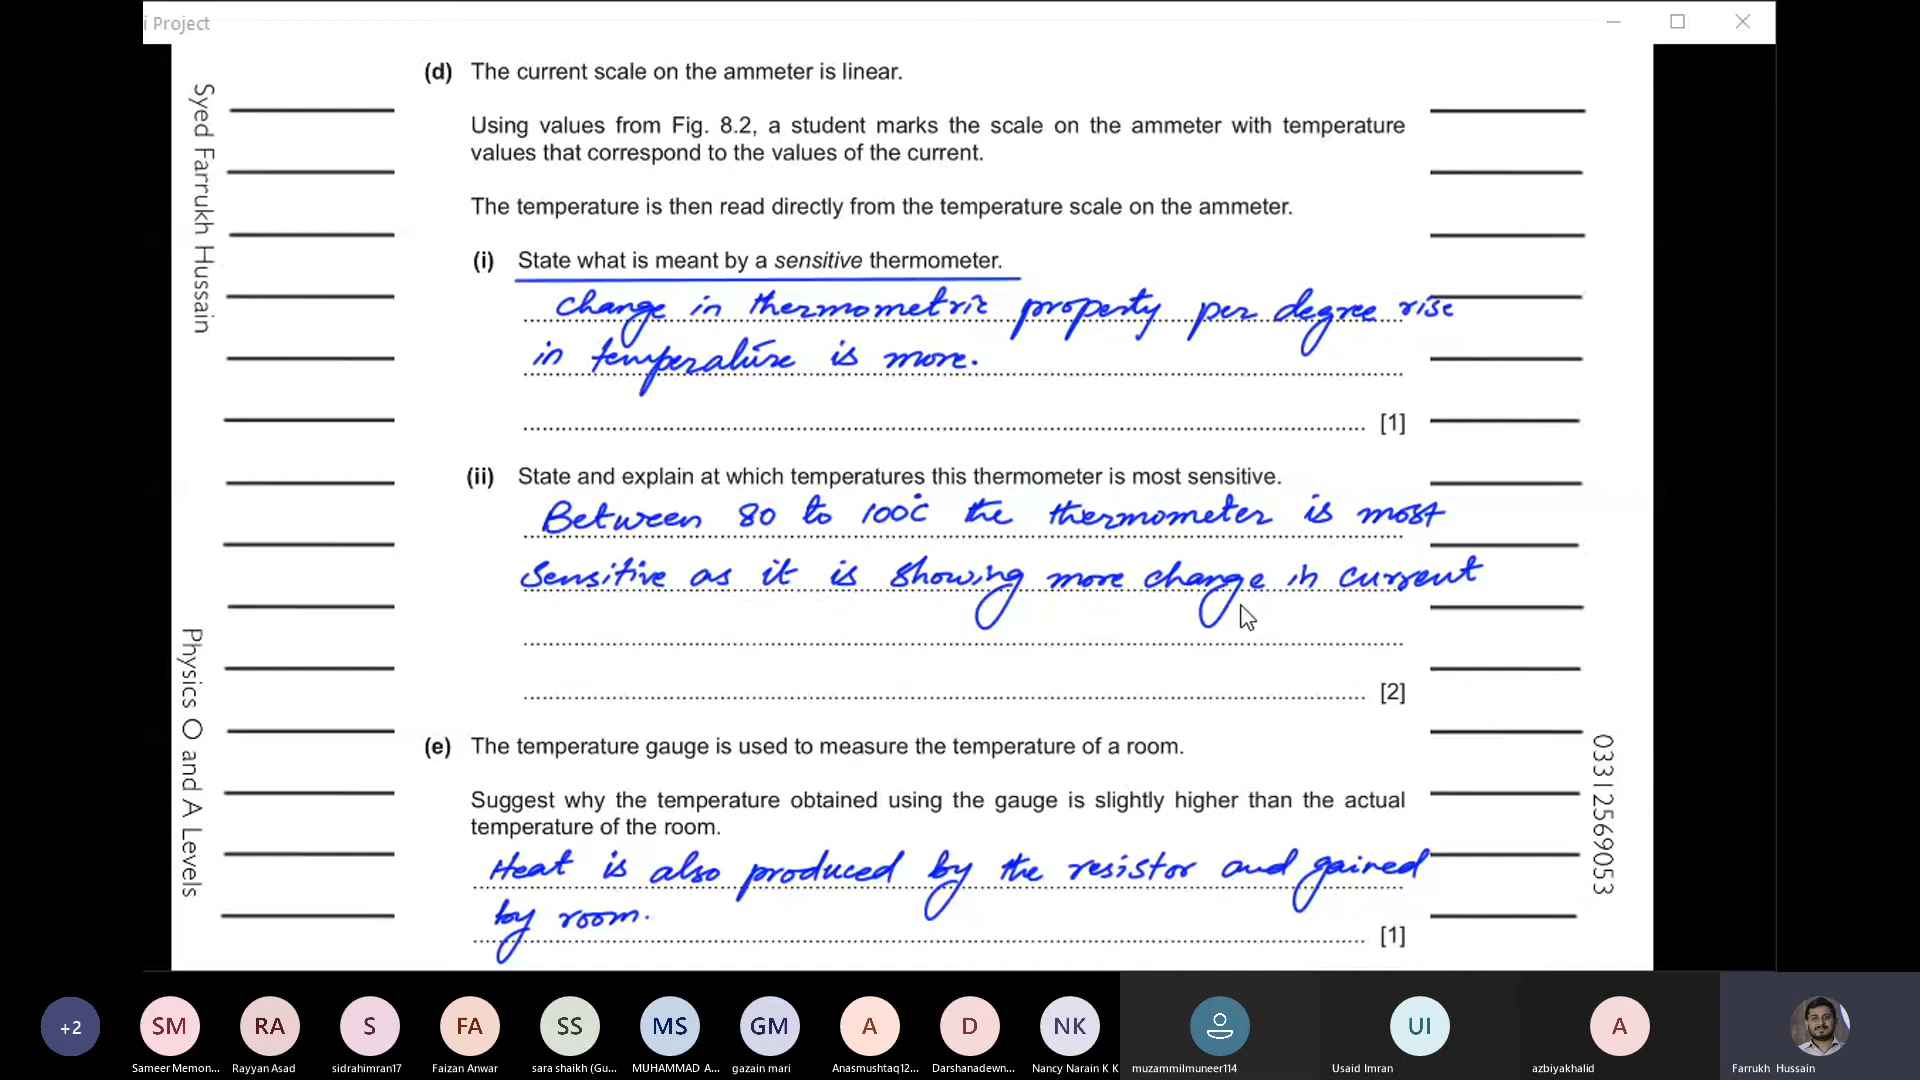 i Project
Syed Farrukh Hussain
Physics O and A Levels
(d) The current scale on the ammeter is linear.
Using values from Fig. 8.2, a student marks the scale on the ammeter with temperature
values that correspond to the values of the current.
The temperature is then read directly from the temperature scale on the ammeter.
(i) State what is meant by a sensitive thermometer.
Change in thermometric property per degree rise
in temperature is more.
[1]
(ii) State and explain at which temperatures this thermometer is most sensitive.
Between 80 to 100°C the thermometer is most
sensitive as it is showing more change in current
[2]
(e) The temperature gauge is used to measure the temperature of a room.
Suggest why the temperature obtained using the gauge is slightly higher than the actual
temperature of the room.
Heat is also produced by the resistor and gained
by room.
[1]
03312569053
+2
SM
RA
S
FA
SS
MS
GM
A
D
NK
UI
A
Sameer Memon...
Rayyan Asad
sidrahimran17
Faizan Anwar
sara shaikh (Gu...
MUHAMMAD A...
gazain mari
Anasmushtaq12...
Darshanadewn...
Nancy Narain K K
muzammilmuneer114
Usaid Imran
azbiyakhalid
Farrukh Hussain